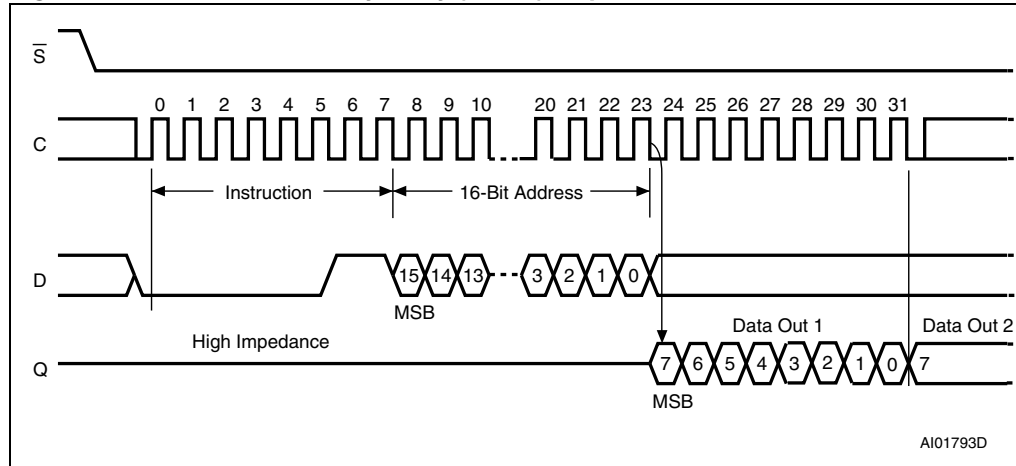 S̅
0 1 2 3 4 5 6 7 8 9 10 20 21 22 23 24 25 26 27 28 29 30 31
C
Instruction 16-Bit Address
D 15 14 13 3 2 1 0
MSB
High Impedance Data Out 1 Data Out 2
Q 7 6 5 4 3 2 1 0 7
MSB
AI01793D